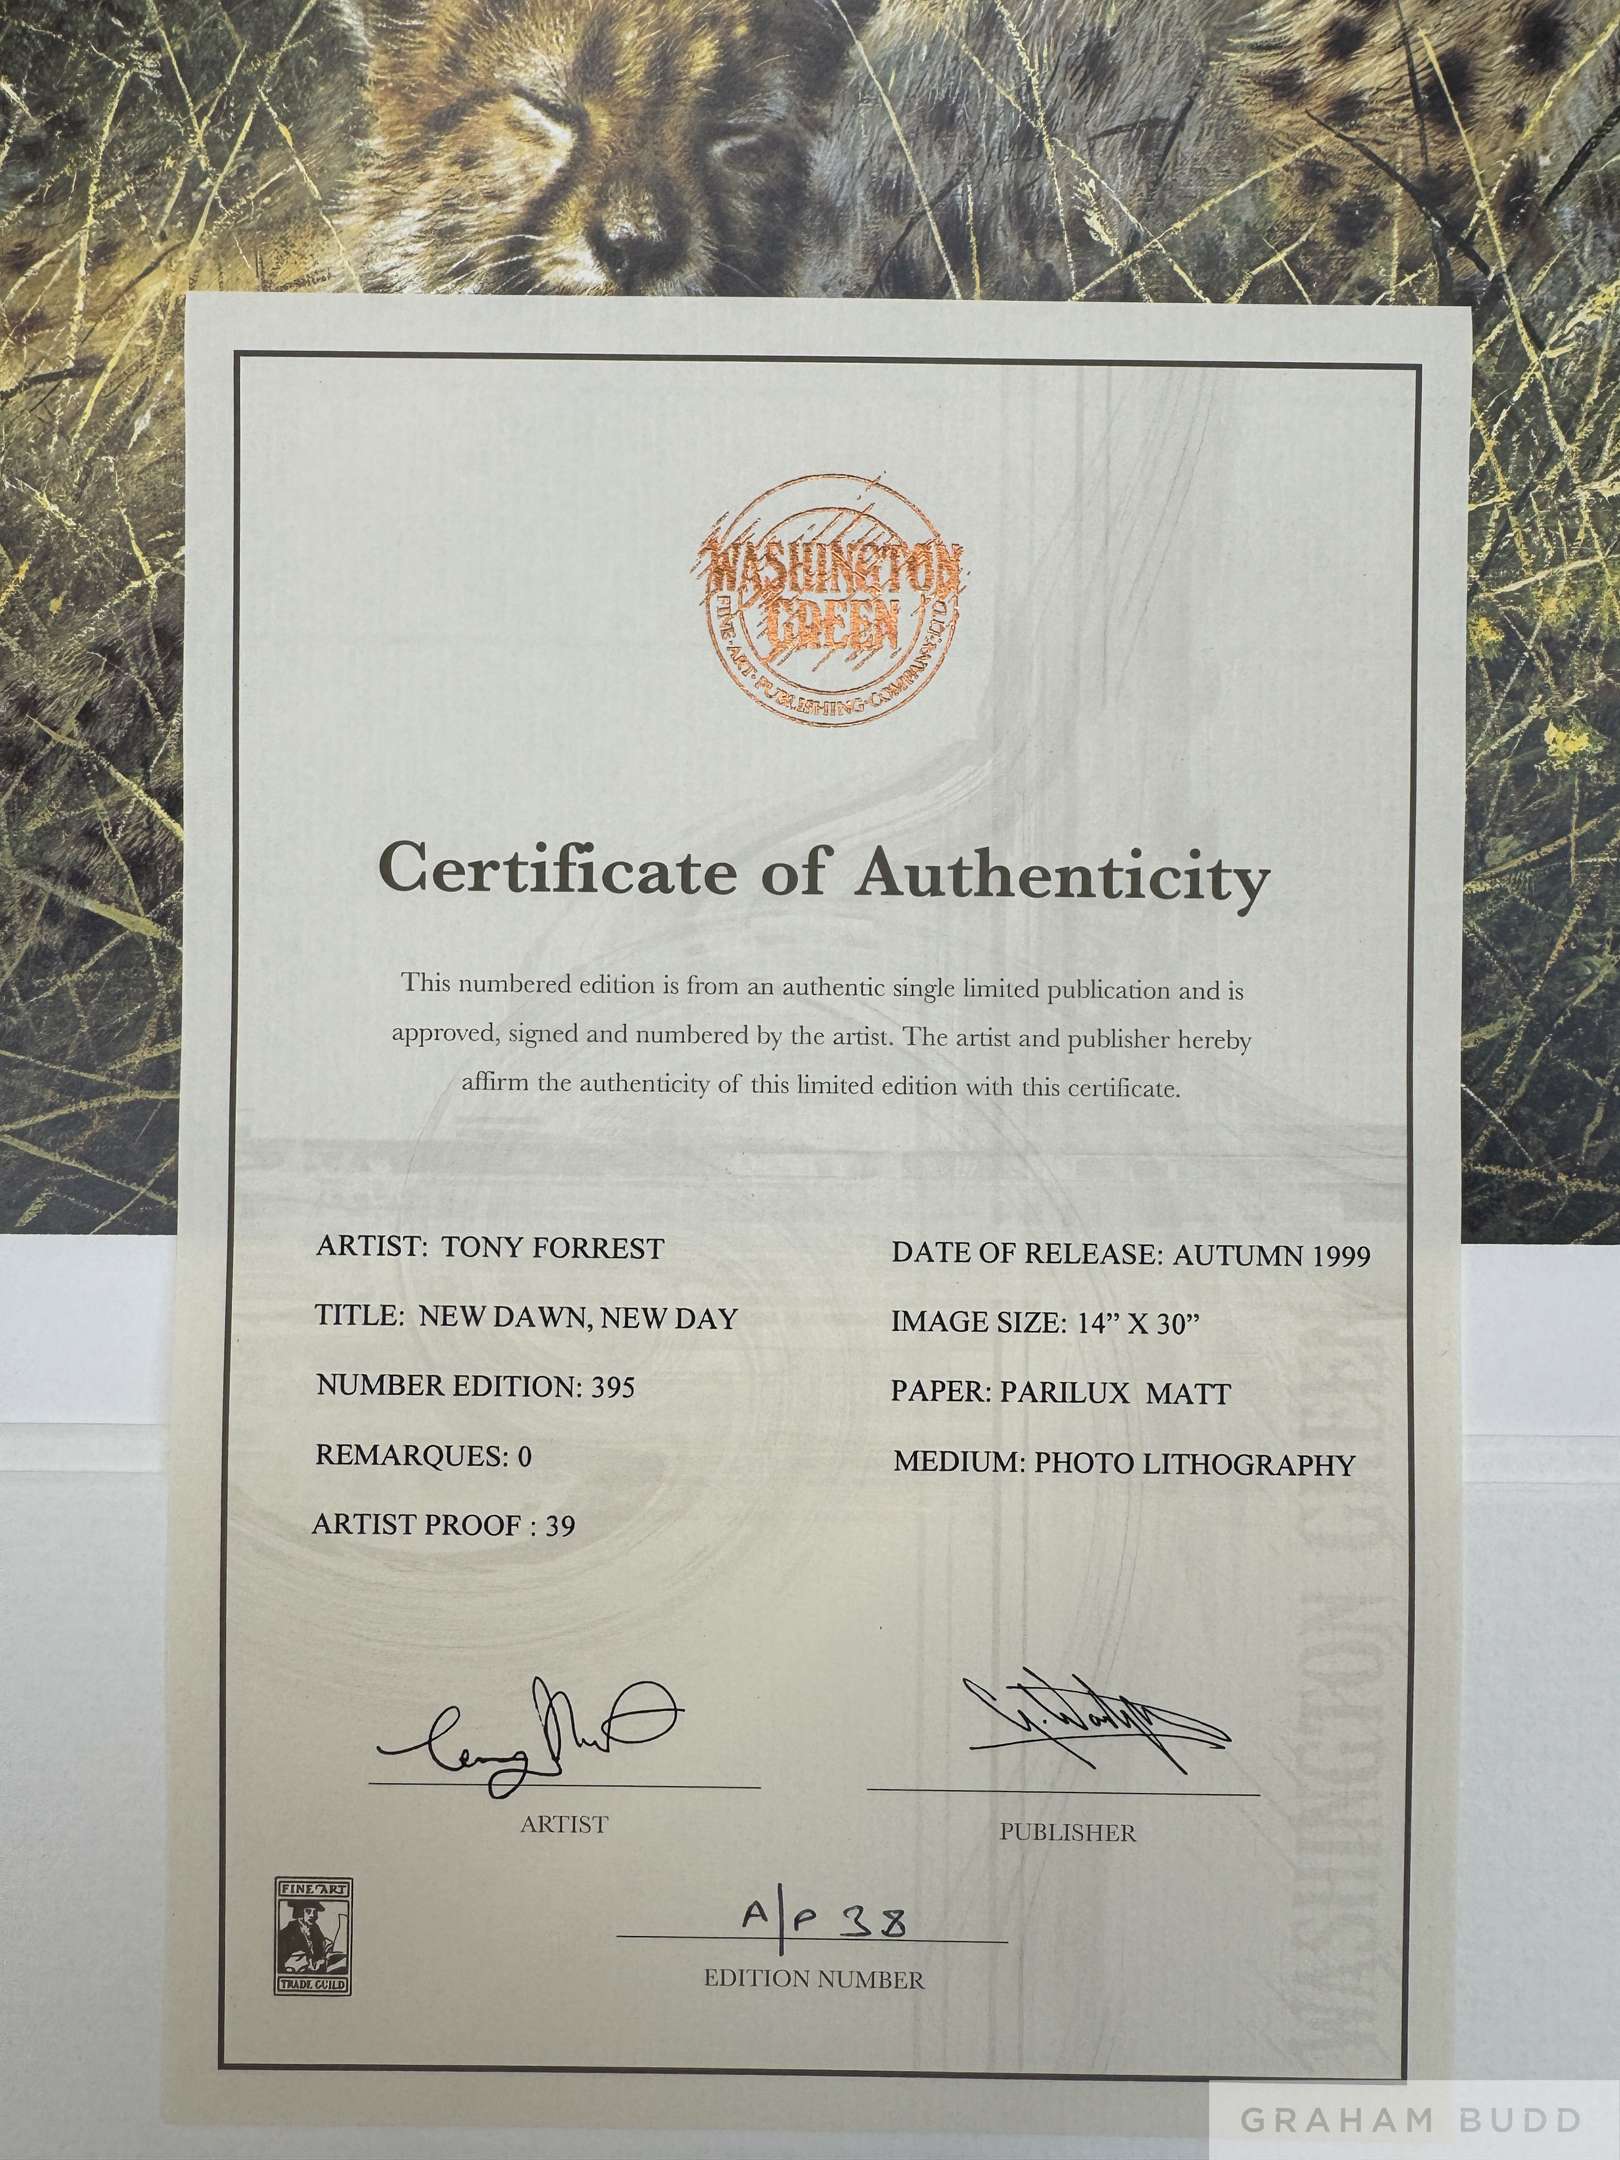 WASHINGTON
GREEN
FINE·ART·PUBLISHING·COMPANY·LTD
Certificate of Authenticity
This numbered edition is from an authentic single limited publication and is
approved, signed and numbered by the artist. The artist and publisher hereby
affirm the authenticity of this limited edition with this certificate.
ARTIST: TONY FORREST
TITLE: NEW DAWN, NEW DAY
NUMBER EDITION: 395
REMARQUES: 0
ARTIST PROOF : 39
DATE OF RELEASE: AUTUMN 1999
IMAGE SIZE: 14” X 30”
PAPER: PARILUX MATT
MEDIUM: PHOTO LITHOGRAPHY
ARTIST
PUBLISHER
A/P 38
EDITION NUMBER
FINE ART
TRADE GUILD
WASHINGTON GREEN
GRAHAM BUDD